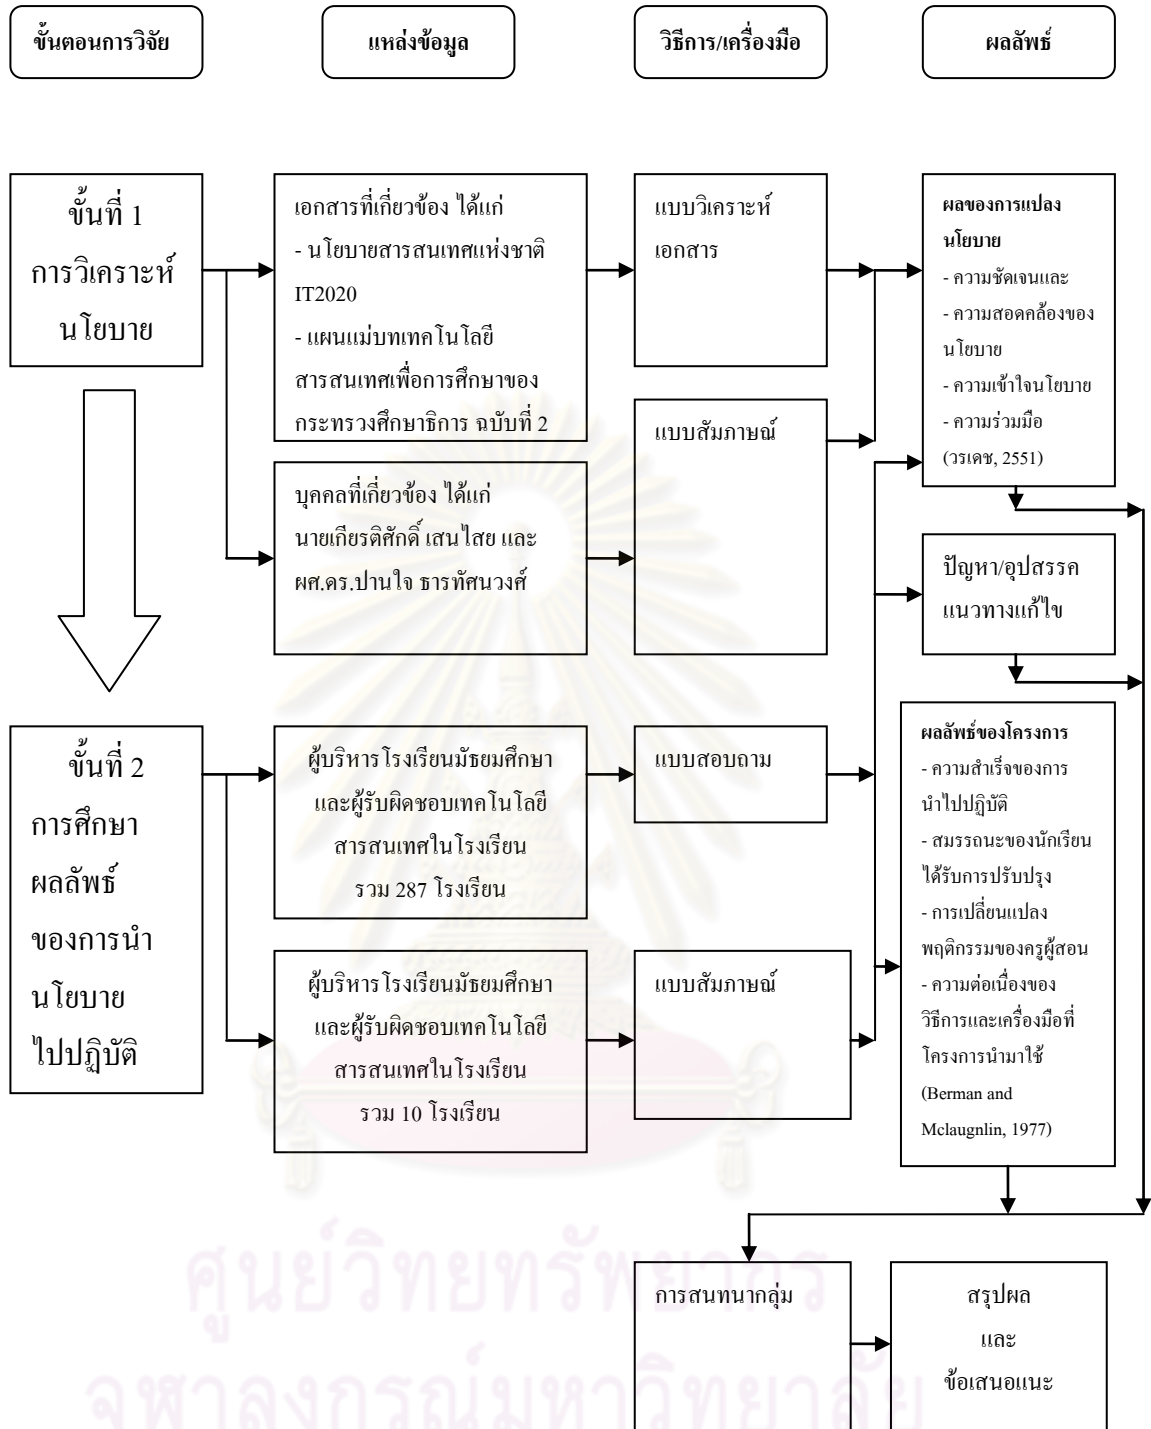 ขั้นตอนการวิจัย
แหล่งข้อมูล
วิธีการ/เครื่องมือ
ผลลัพธ์
ขั้นที่ 1
การวิเคราะห์
นโยบาย
เอกสารที่เกี่ยวข้อง ได้แก่
- นโยบายสารสนเทศแห่งชาติ
IT2020
- แผนแม่บทเทคโนโลยี
สารสนเทศเพื่อการศึกษาของ
กระทรวงศึกษาธิการ ฉบับที่ 2
แบบวิเคราะห์
เอกสาร
ผลของการแปลง
นโยบาย
- ความชัดเจนและ
- ความสอดคล้องของ
นโยบาย
- ความเข้าใจนโยบาย
- ความร่วมมือ
(วรเดช, 2551)
บุคคลที่เกี่ยวข้อง ได้แก่
นายเกียรติศักดิ์ เสนไสย และ
ผศ.ดร.ปานใจ ธารทัศนวงศ์
แบบสัมภาษณ์
ปัญหา/อุปสรรค
แนวทางแก้ไข
ขั้นที่ 2
การศึกษา
ผลลัพธ์
ของการนำ
นโยบาย
ไปปฏิบัติ
ผู้บริหารโรงเรียนมัธยมศึกษา
และผู้รับผิดชอบเทคโนโลยี
สารสนเทศในโรงเรียน
รวม 287 โรงเรียน
แบบสอบถาม
ผลลัพธ์ของโครงการ
- ความสำเร็จของการ
นำไปปฏิบัติ
- สมรรถนะของนักเรียน
ได้รับการปรับปรุง
- การเปลี่ยนแปลง
พฤติกรรมของครูผู้สอน
- ความต่อเนื่องของ
วิธีการและเครื่องมือที่
โครงการนำมาใช้
(Berman and
Mclaugnlin, 1977)
ผู้บริหารโรงเรียนมัธยมศึกษา
และผู้รับผิดชอบเทคโนโลยี
สารสนเทศในโรงเรียน
รวม 10 โรงเรียน
แบบสัมภาษณ์
การสนทนากลุ่ม
สรุปผล
และ
ข้อเสนอแนะ
ศูนย์วิทยทรัพยากร
จุฬาลงกรณ์มหาวิทยาลัย